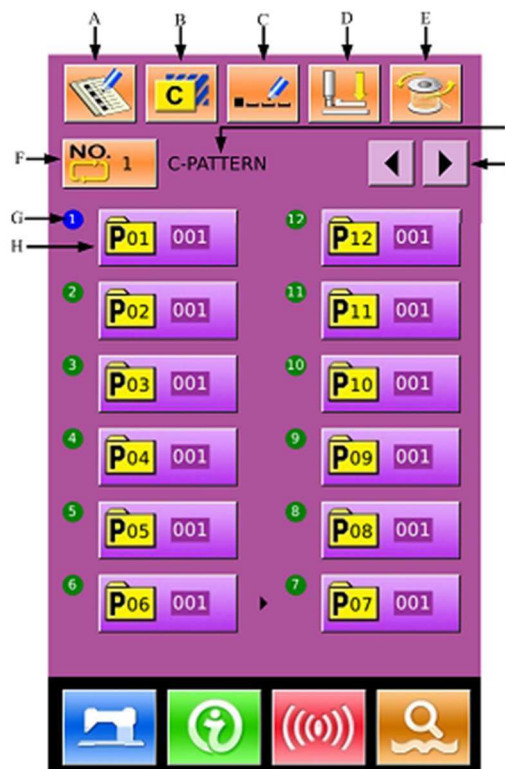 A B C D E
C
F NO. 1 C-PATTERN
G 1 12
H P01 001 P12 001
2 11
P02 001 P11 001
3 10
P03 001 P10 001
4 9
P04 001 P09 001
5 8
P05 001 P08 001
6 7
P06 001 P07 001
i